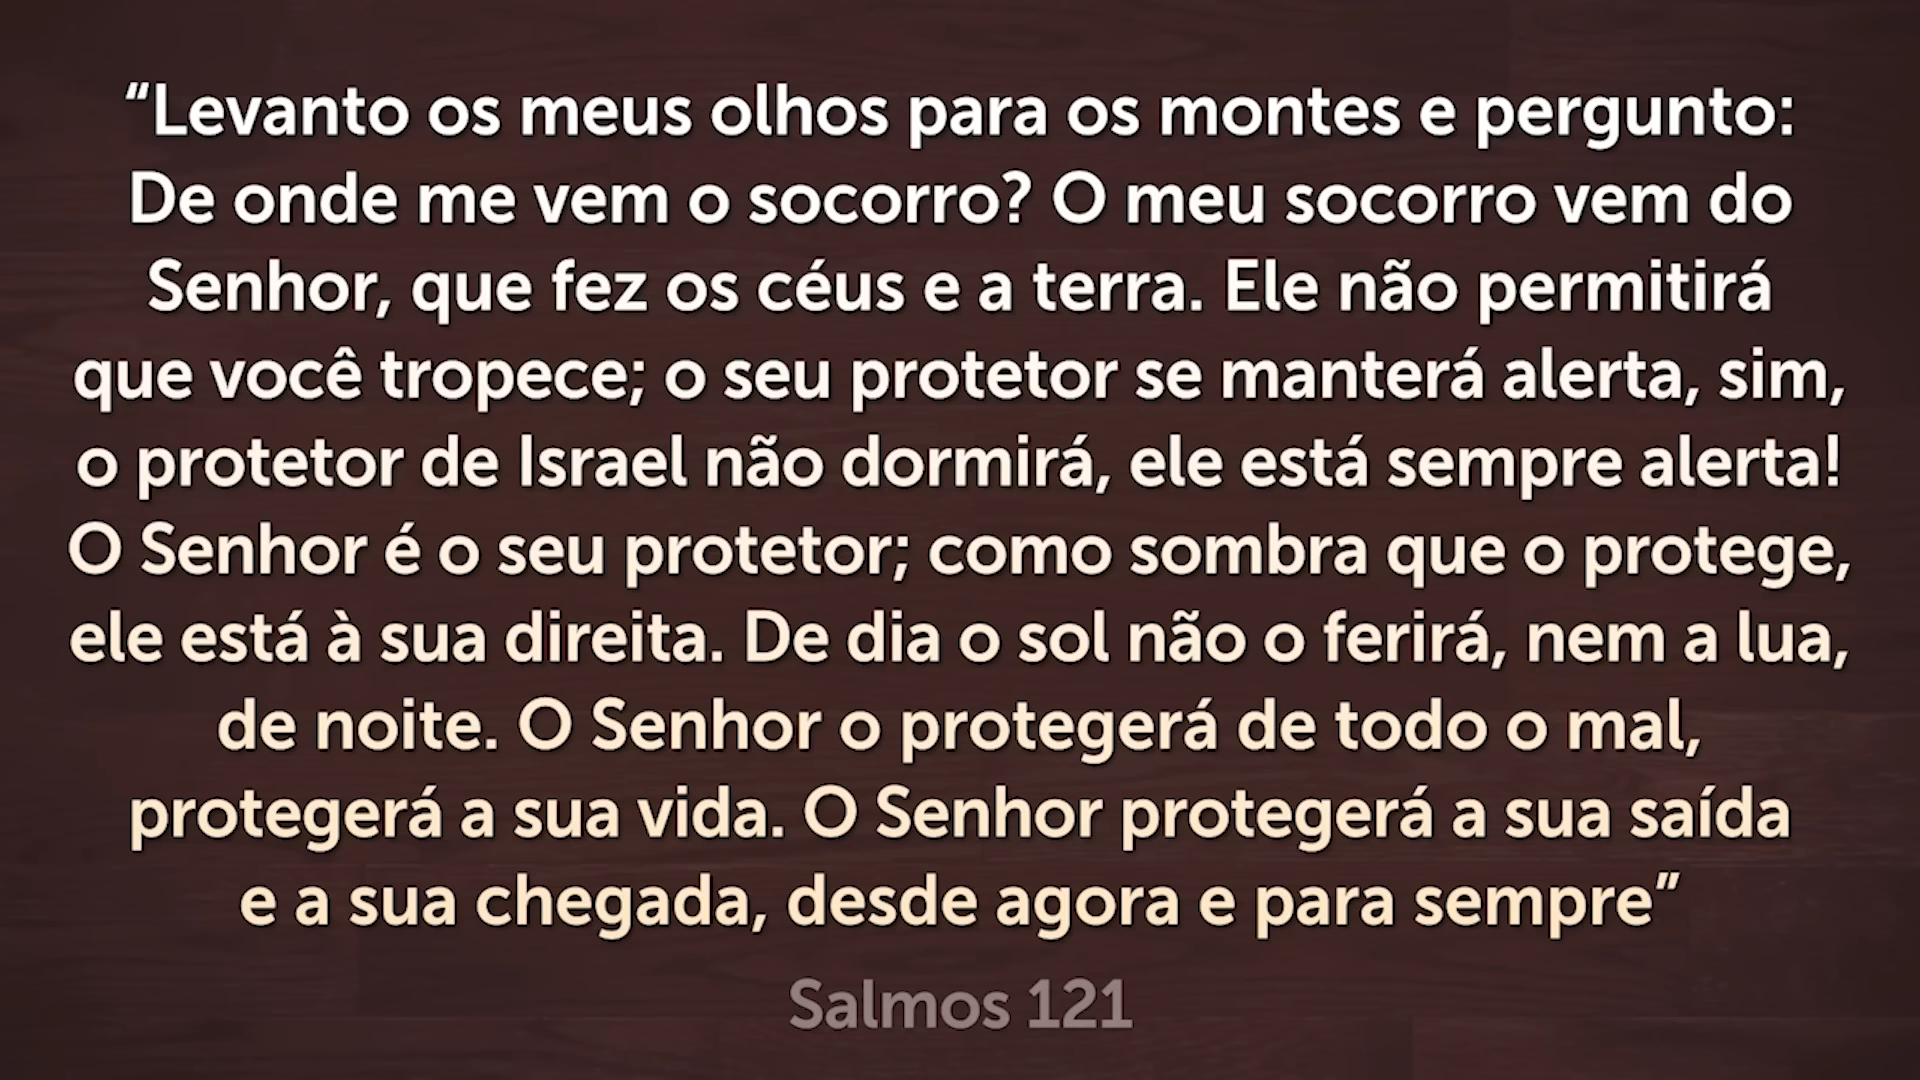 “Levanto os meus olhos para os montes e pergunto:
De onde me vem o socorro? O meu socorro vem do
Senhor, que fez os céus e a terra. Ele não permitirá
que você tropece; o seu protetor se manterá alerta, sim,
o protetor de Israel não dormirá, ele está sempre alerta!
O Senhor é o seu protetor; como sombra que o protege,
ele está à sua direita. De dia o sol não o ferirá, nem a lua,
de noite. O Senhor o protegerá de todo o mal,
protegerá a sua vida. O Senhor protegerá a sua saída
e a sua chegada, desde agora e para sempre”
Salmos 121